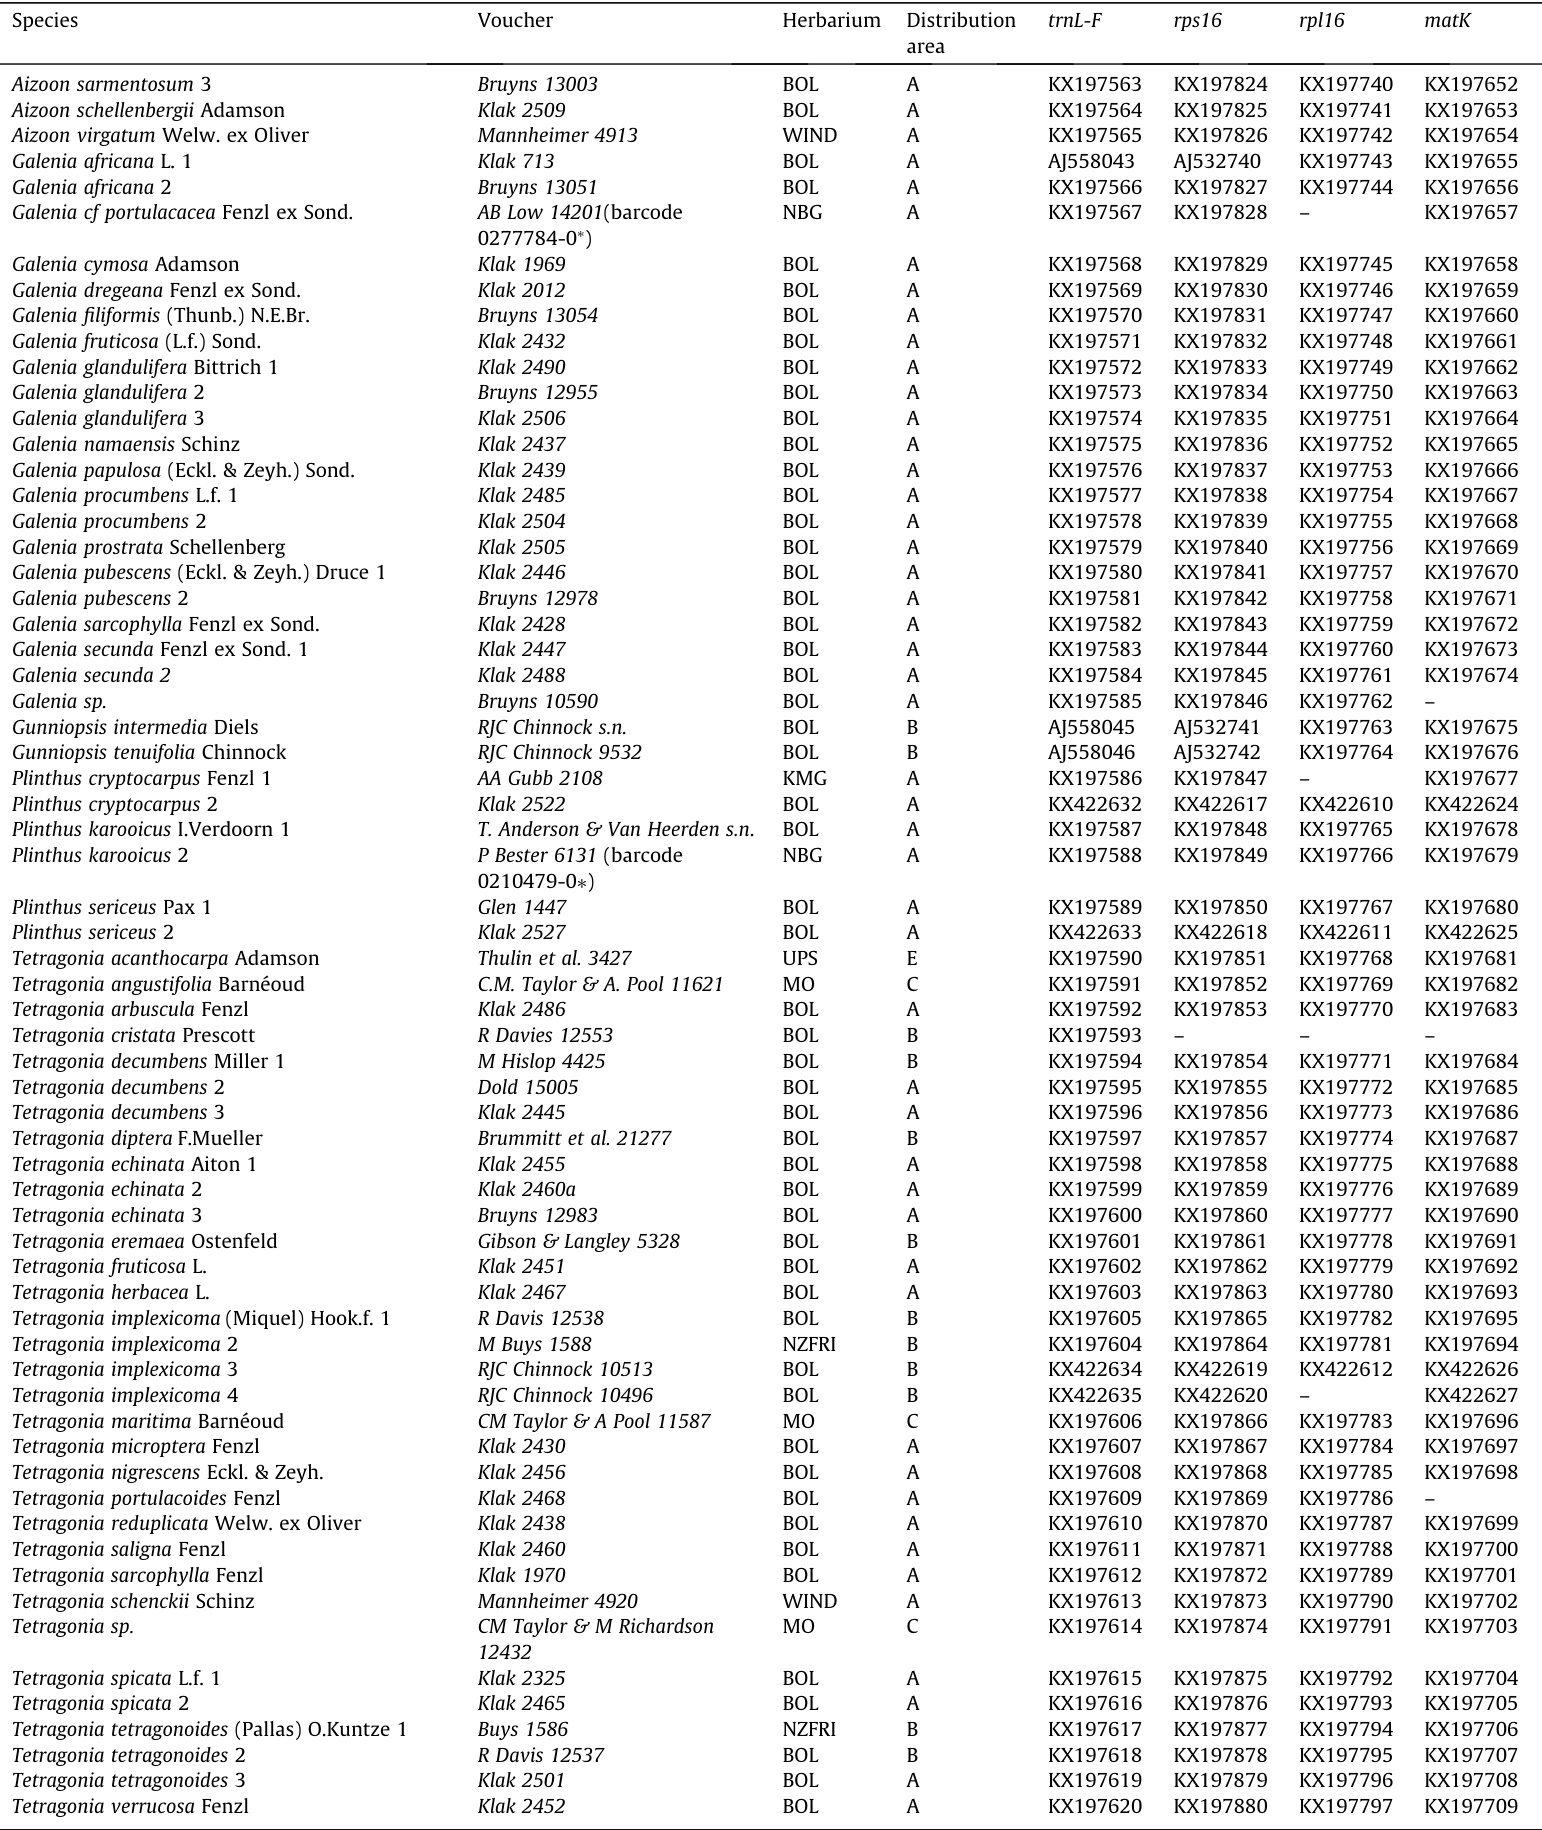 Species Voucher Herbarium Distribution area trnL-F rps16 rpl16 matK
Aizoon sarmentosum 3 Bruyns 13003 BOL A KX197563 KX197824 KX197740 KX197652
Aizoon schellenbergii Adamson Klak 2509 BOL A KX197564 KX197825 KX197741 KX197653
Aizoon virgatum Welw. ex Oliver Mannheimer 4913 WIND A KX197565 KX197826 KX197742 KX197654
Galenia africana L. 1 Klak 713 BOL A AJ558043 AJ532740 KX197743 KX197655
Galenia africana 2 Bruyns 13051 BOL A KX197566 KX197827 KX197744 KX197656
Galenia cf portulacacea Fenzl ex Sond. AB Low 14201(barcode NBG A KX197567 KX197828 – KX197657
0277784-0*)
Galenia cymosa Adamson Klak 1969 BOL A KX197568 KX197829 KX197745 KX197658
Galenia dregeana Fenzl ex Sond. Klak 2012 BOL A KX197569 KX197830 KX197746 KX197659
Galenia filiformis (Thunb.) N.E.Br. Bruyns 13054 BOL A KX197570 KX197831 KX197747 KX197660
Galenia fruticosa (L.f.) Sond. Klak 2432 BOL A KX197571 KX197832 KX197748 KX197661
Galenia glandulifera Bittrich 1 Klak 2490 BOL A KX197572 KX197833 KX197749 KX197662
Galenia glandulifera 2 Bruyns 12955 BOL A KX197573 KX197834 KX197750 KX197663
Galenia glandulifera 3 Klak 2506 BOL A KX197574 KX197835 KX197751 KX197664
Galenia namaensis Schinz Klak 2437 BOL A KX197575 KX197836 KX197752 KX197665
Galenia papulosa (Eckl. & Zeyh.) Sond. Klak 2439 BOL A KX197576 KX197837 KX197753 KX197666
Galenia procumbens L.f. 1 Klak 2485 BOL A KX197577 KX197838 KX197754 KX197667
Galenia procumbens 2 Klak 2504 BOL A KX197578 KX197839 KX197755 KX197668
Galenia prostrata Schellenberg Klak 2505 BOL A KX197579 KX197840 KX197756 KX197669
Galenia pubescens (Eckl. & Zeyh.) Druce 1 Klak 2446 BOL A KX197580 KX197841 KX197757 KX197670
Galenia pubescens 2 Bruyns 12978 BOL A KX197581 KX197842 KX197758 KX197671
Galenia sarcophylla Fenzl ex Sond. Klak 2428 BOL A KX197582 KX197843 KX197759 KX197672
Galenia secunda Fenzl ex Sond. 1 Klak 2447 BOL A KX197583 KX197844 KX197760 KX197673
Galenia secunda 2 Klak 2488 BOL A KX197584 KX197845 KX197761 KX197674
Galenia sp. Bruyns 10590 BOL A KX197585 KX197846 KX197762 –
Gunniopsis intermedia Diels RJC Chinnock s.n. BOL B AJ558045 AJ532741 KX197763 KX197675
Gunniopsis tenuifolia Chinnock RJC Chinnock 9532 BOL B AJ558046 AJ532742 KX197764 KX197676
Plinthus cryptocarpus Fenzl 1 AA Gubb 2108 KMG A KX197586 KX197847 – KX197677
Plinthus cryptocarpus 2 Klak 2522 BOL A KX422632 KX422617 KX422610 KX422624
Plinthus karooicus I.Verdoorn 1 T. Anderson & Van Heerden s.n. BOL A KX197587 KX197848 KX197765 KX197678
Plinthus karooicus 2 P Bester 6131 (barcode NBG A KX197588 KX197849 KX197766 KX197679
0210479-0*)
Plinthus sericeus Pax 1 Glen 1447 BOL A KX197589 KX197850 KX197767 KX197680
Plinthus sericeus 2 Klak 2527 BOL A KX422633 KX422618 KX422611 KX422625
Tetragonia acanthocarpa Adamson Thulin et al. 3427 UPS E KX197590 KX197851 KX197768 KX197681
Tetragonia angustifolia Barnéoud C.M. Taylor & A. Pool 11621 MO C KX197591 KX197852 KX197769 KX197682
Tetragonia arbuscula Fenzl Klak 2486 BOL A KX197592 KX197853 KX197770 KX197683
Tetragonia cristata Prescott R Davies 12553 BOL B KX197593 – – –
Tetragonia decumbens Miller 1 M Hislop 4425 BOL B KX197594 KX197854 KX197771 KX197684
Tetragonia decumbens 2 Dold 15005 BOL A KX197595 KX197855 KX197772 KX197685
Tetragonia decumbens 3 Klak 2445 BOL A KX197596 KX197856 KX197773 KX197686
Tetragonia diptera F.Mueller Brummitt et al. 21277 BOL B KX197597 KX197857 KX197774 KX197687
Tetragonia echinata Aiton 1 Klak 2455 BOL A KX197598 KX197858 KX197775 KX197688
Tetragonia echinata 2 Klak 2460a BOL A KX197599 KX197859 KX197776 KX197689
Tetragonia echinata 3 Bruyns 12983 BOL A KX197600 KX197860 KX197777 KX197690
Tetragonia eremaea Ostenfeld Gibson & Langley 5328 BOL B KX197601 KX197861 KX197778 KX197691
Tetragonia fruticosa L. Klak 2451 BOL A KX197602 KX197862 KX197779 KX197692
Tetragonia herbacea L. Klak 2467 BOL A KX197603 KX197863 KX197780 KX197693
Tetragonia implexicoma (Miquel) Hook.f. 1 R Davis 12538 BOL B KX197605 KX197865 KX197782 KX197695
Tetragonia implexicoma 2 M Buys 1588 NZFRI B KX197604 KX197864 KX197781 KX197694
Tetragonia implexicoma 3 RJC Chinnock 10513 BOL B KX422634 KX422619 KX422612 KX422626
Tetragonia implexicoma 4 RJC Chinnock 10496 BOL B KX422635 KX422620 – KX422627
Tetragonia maritima Barnéoud CM Taylor & A Pool 11587 MO C KX197606 KX197866 KX197783 KX197696
Tetragonia microptera Fenzl Klak 2430 BOL A KX197607 KX197867 KX197784 KX197697
Tetragonia nigrescens Eckl. & Zeyh. Klak 2456 BOL A KX197608 KX197868 KX197785 KX197698
Tetragonia portulacoides Fenzl Klak 2468 BOL A KX197609 KX197869 KX197786 –
Tetragonia reduplicata Welw. ex Oliver Klak 2438 BOL A KX197610 KX197870 KX197787 KX197699
Tetragonia saligna Fenzl Klak 2460 BOL A KX197611 KX197871 KX197788 KX197700
Tetragonia sarcophylla Fenzl Klak 1970 BOL A KX197612 KX197872 KX197789 KX197701
Tetragonia schenckii Schinz Mannheimer 4920 WIND A KX197613 KX197873 KX197790 KX197702
Tetragonia sp. CM Taylor & M Richardson MO C KX197614 KX197874 KX197791 KX197703
12432
Tetragonia spicata L.f. 1 Klak 2325 BOL A KX197615 KX197875 KX197792 KX197704
Tetragonia spicata 2 Klak 2465 BOL A KX197616 KX197876 KX197793 KX197705
Tetragonia tetragonoides (Pallas) O.Kuntze 1 Buys 1586 NZFRI B KX197617 KX197877 KX197794 KX197706
Tetragonia tetragonoides 2 R Davis 12537 BOL B KX197618 KX197878 KX197795 KX197707
Tetragonia tetragonoides 3 Klak 2501 BOL A KX197619 KX197879 KX197796 KX197708
Tetragonia verrucosa Fenzl Klak 2452 BOL A KX197620 KX197880 KX197797 KX197709